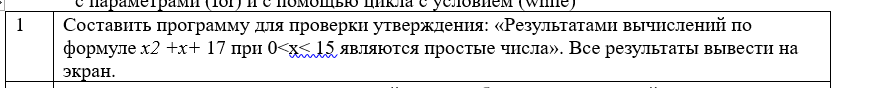 с параметрами (for) и с помощью цикла с условием (while)
1 Составить программу для проверки утверждения: «Результатами вычислений по
формуле x2 +x+ 17 при 0<x< 15 являются простые числа». Все результаты вывести на
экран.